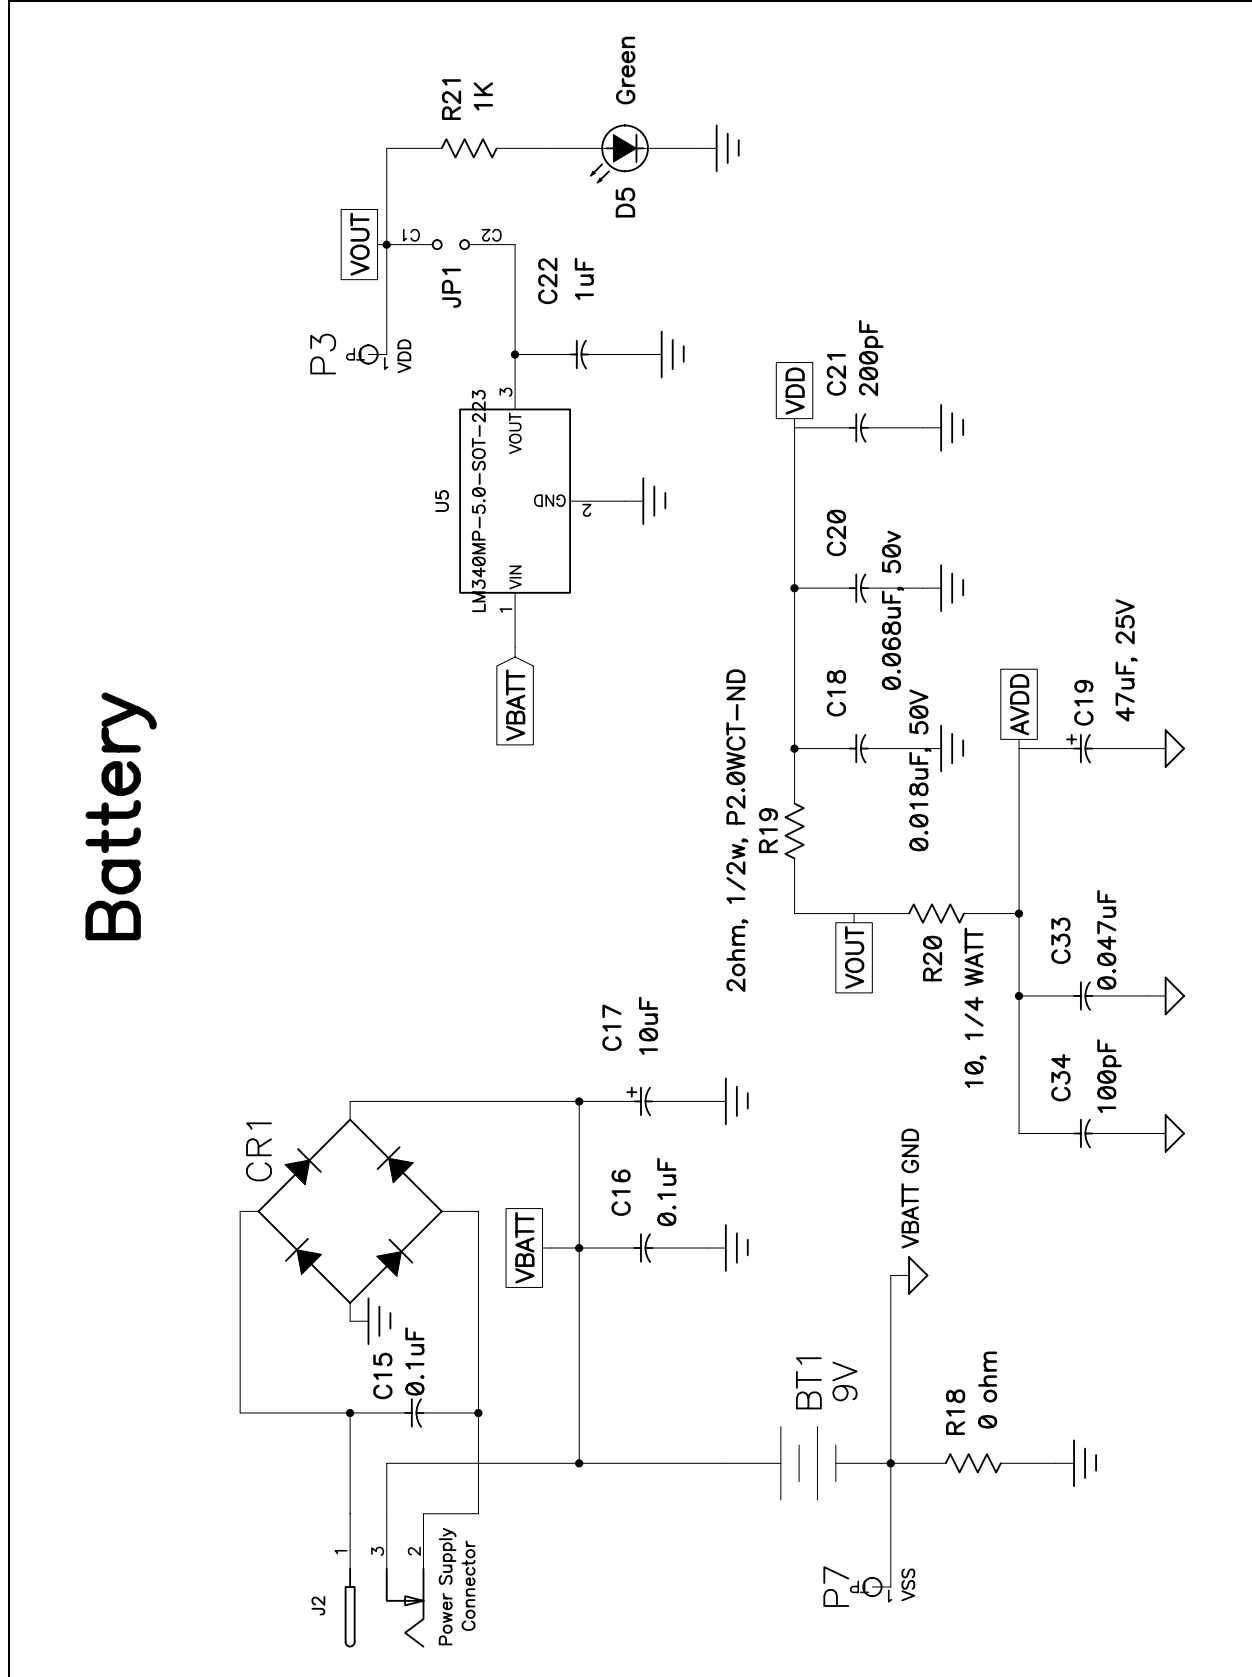 Battery
J2
1
3
2
Power Supply
Connector
C15
0.1uF
CR1
VBATT
C16
0.1uF
C17
10uF
BT1
9V
P7
TP
1
VSS
R18
0 ohm
VBATT GND
VBATT
U5
LM340MP-5.0-SOT-223
1
VIN
GND
2
VOUT
3
C22
1uF
P3
TP
1
VDD
VOUT
C1
C2
JP1
R21
1K
D5
Green
2ohm, 1/2w, P2.0WCT-ND
R19
VOUT
R20
10, 1/4 WATT
C18
0.018uF, 50V
C20
0.068uF, 50v
VDD
C21
200pF
C34
100pF
C33
0.047uF
AVDD
C19
47uF, 25V
+
+